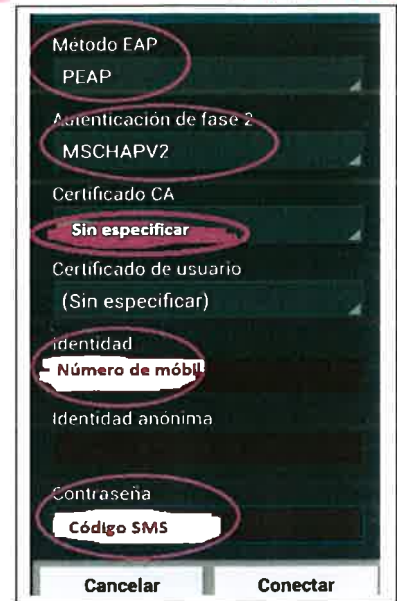 Método EAP
PEAP
Autenticación de fase 2
MSCHAPV2
Certificado CA
Sin especificar
Certificado de usuario
(Sin especificar)
Identidad
Número de móbil
Identidad anónima
Contraseña
Código SMS
Cancelar Conectar